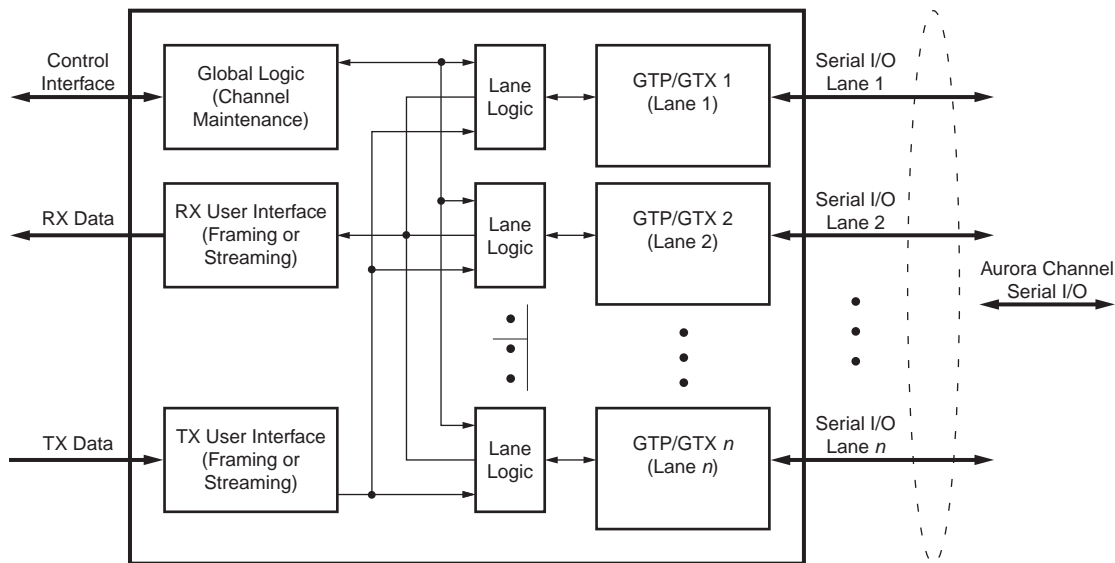 Control
Interface
Global Logic
(Channel
Maintenance)
Lane
Logic
GTP/GTX 1
(Lane 1)
Serial I/O
Lane 1
RX Data
RX User Interface
(Framing or
Streaming)
Lane
Logic
GTP/GTX 2
(Lane 2)
Serial I/O
Lane 2
Aurora Channel
Serial I/O
TX Data
TX User Interface
(Framing or
Streaming)
Lane
Logic
GTP/GTX n
(Lane n)
Serial I/O
Lane n